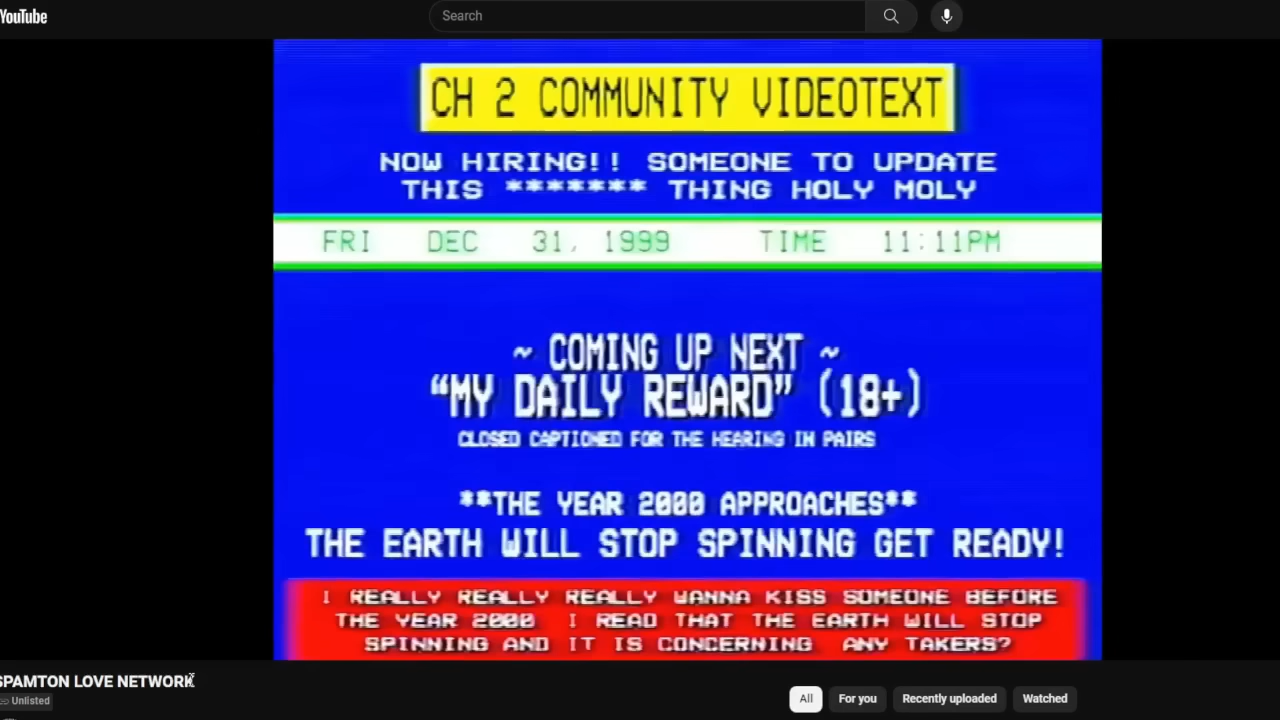 YouTube
Search
CH 2 COMMUNITY VIDEOTEXT
NOW HIRING!! SOMEONE TO UPDATE
THIS ******* THING HOLY MOLY
FRI DEC 31, 1999 TIME 11:11PM
~ COMING UP NEXT ~
“MY DAILY REWARD” (18+)
CLOSED CAPTIONED FOR THE HEARING IN PAIRS
**THE YEAR 2000 APPROACHES**
THE EARTH WILL STOP SPINNING GET READY!
I REALLY REALLY REALLY WANNA KISS SOMEONE BEFORE
THE YEAR 2000 I READ THAT THE EARTH WILL STOP
SPINNING AND IT IS CONCERNING ANY TAKERS?
SPAMTON LOVE NETWORK
Unlisted
All For you Recently uploaded Watched